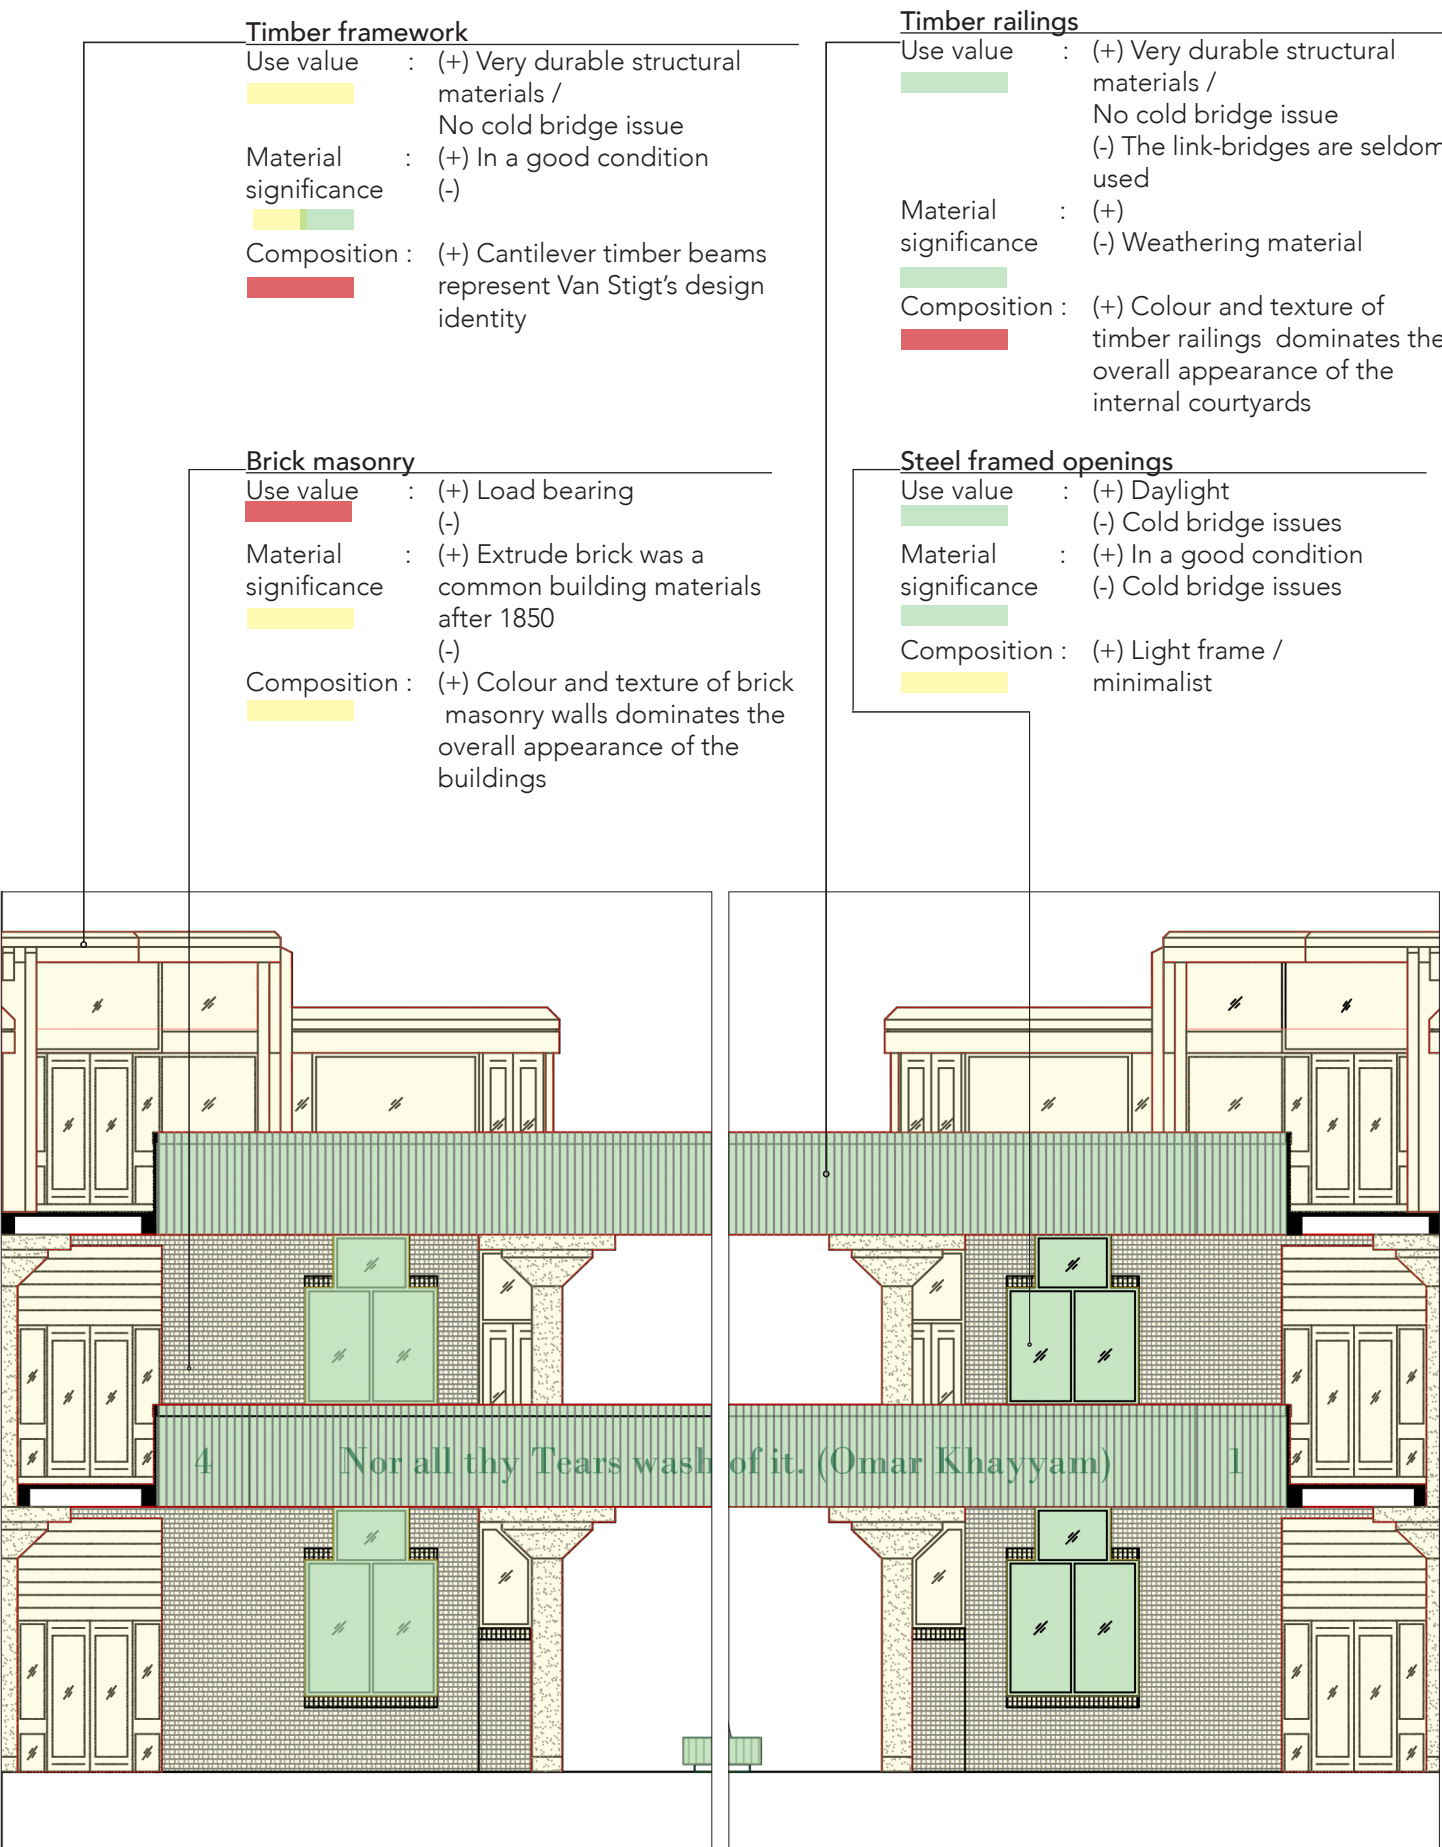 Timber framework
Use value : (+) Very durable structural
materials /
No cold bridge issue
Material : (+) In a good condition
significance (-)
Composition : (+) Cantilever timber beams
represent Van Stigt's design
identity
Timber railings
Use value : (+) Very durable structural
materials /
No cold bridge issue
(-) The link-bridges are seldom
used
Material : (+)
significance (-) Weathering material
Composition : (+) Colour and texture of
timber railings dominates the
overall appearance of the
internal courtyards
Brick masonry
Use value : (+) Load bearing
(-)
Material : (+) Extrude brick was a
significance common building materials
after 1850
(-)
Composition : (+) Colour and texture of brick
masonry walls dominates the
overall appearance of the
buildings
Steel framed openings
Use value : (+) Daylight
(-) Cold bridge issues
Material : (+) In a good condition
significance (-) Cold bridge issues
Composition : (+) Light frame /
minimalist
4 Nor all thy Tears wash of it. (Omar Khayyam) 1